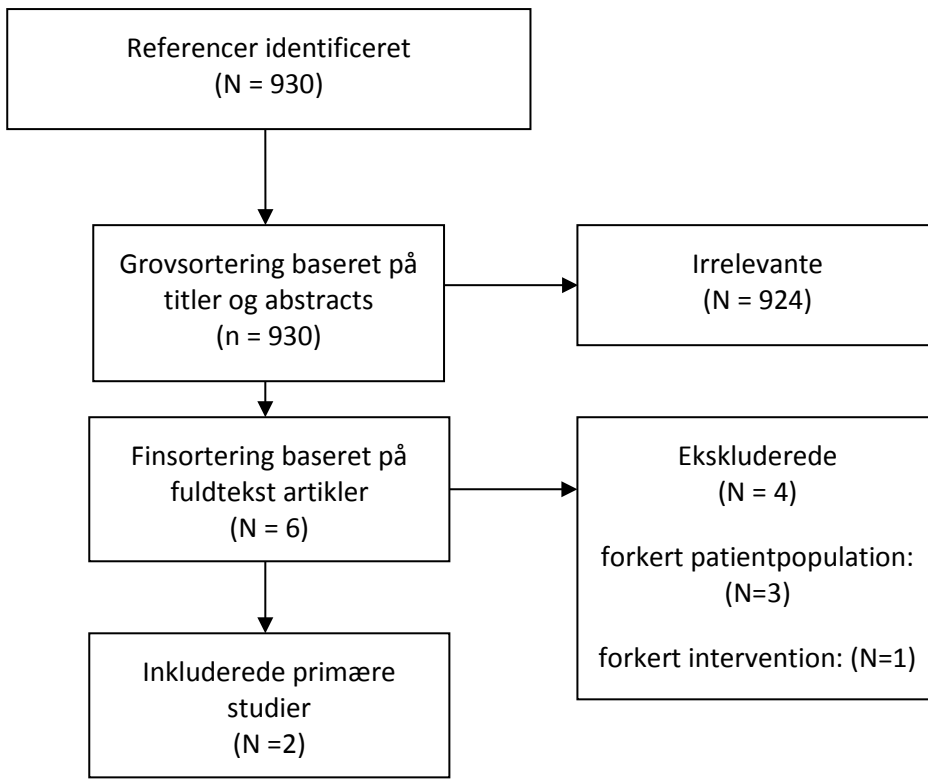 Referencer identificeret
(N = 930)
Grovsortering baseret på
titler og abstracts
(n = 930)
Irrelevante
(N = 924)
Finsortering baseret på
fuldtekst artikler
(N = 6)
Ekskluderede
(N = 4)
forkert patientpopulation:
(N=3)
forkert intervention: (N=1)
Inkluderede primære
studier
(N =2)